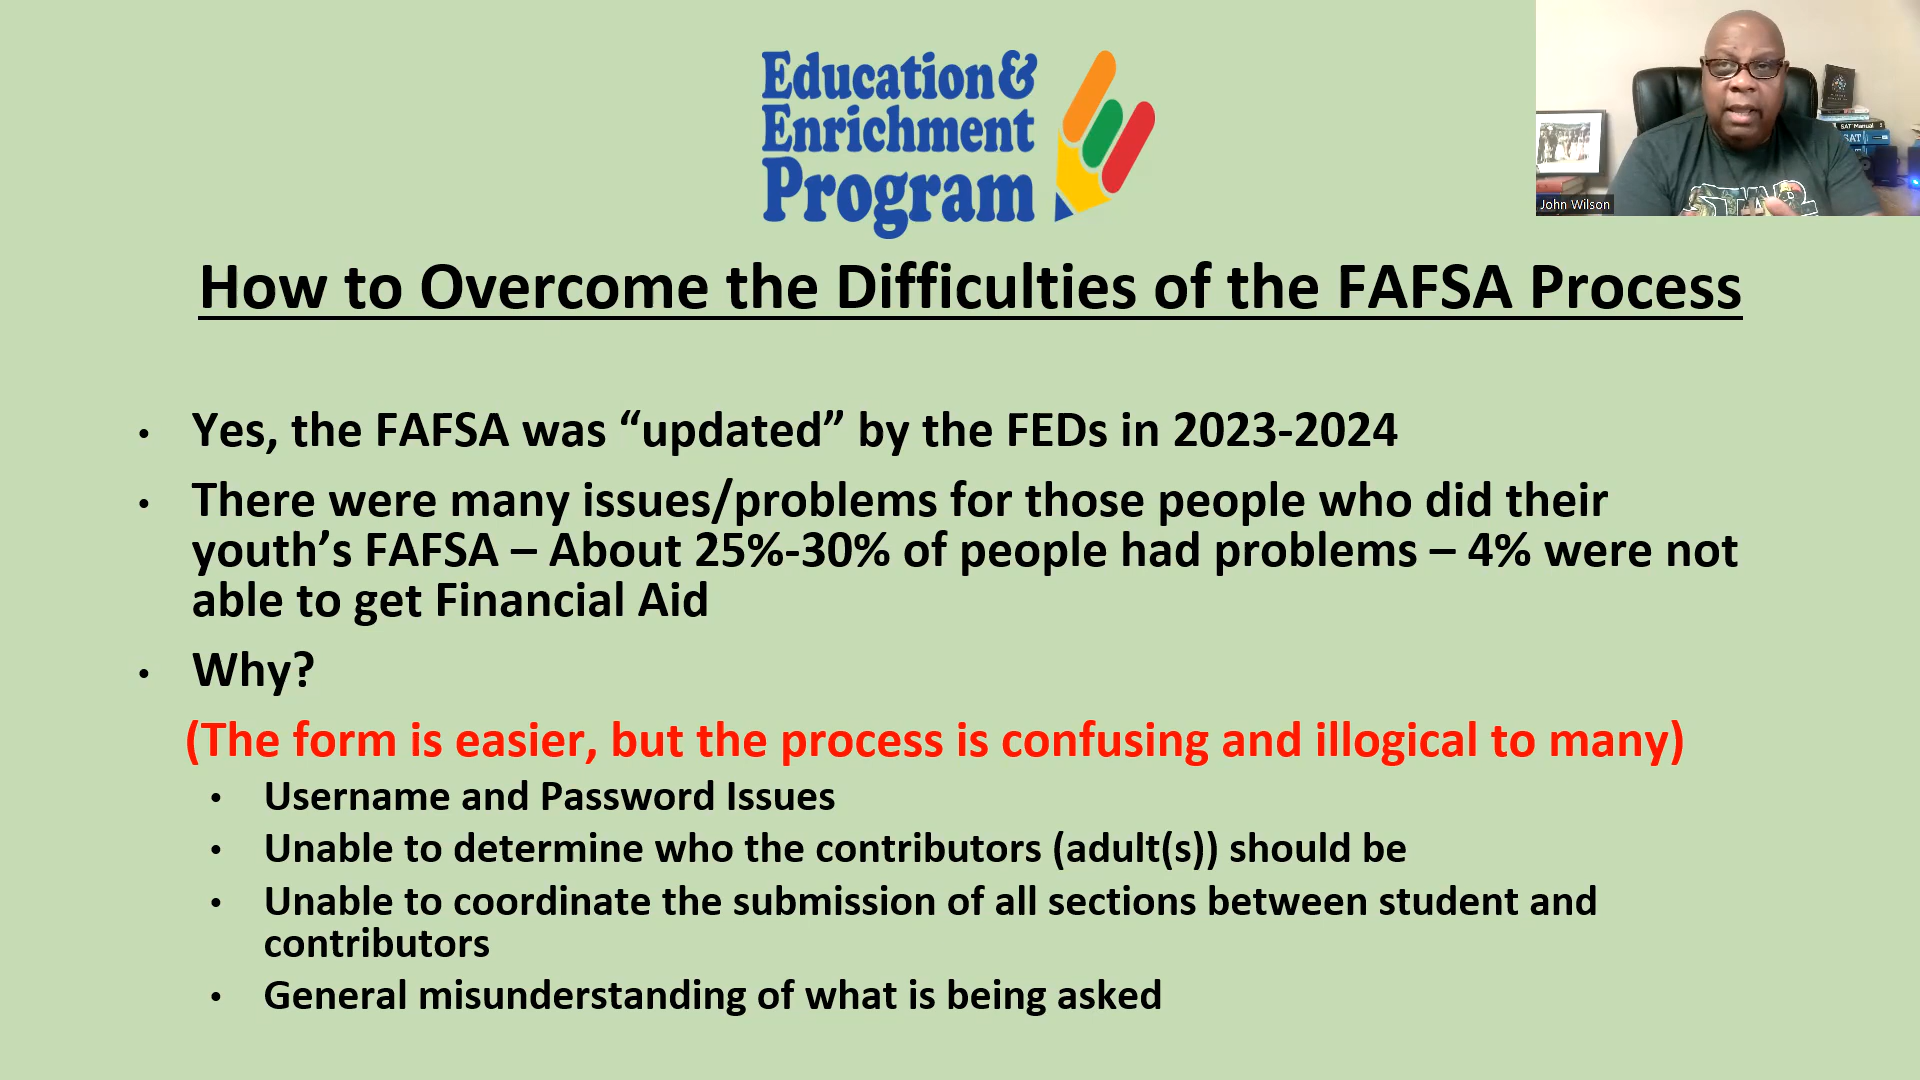 Education&
Enrichment
Program
John Wilson
SAT Manual
SAT
How to Overcome the Difficulties of the FAFSA Process
• Yes, the FAFSA was “updated” by the FEDs in 2023-2024
• There were many issues/problems for those people who did their
youth’s FAFSA – About 25%-30% of people had problems – 4% were not
able to get Financial Aid
• Why?
(The form is easier, but the process is confusing and illogical to many)
• Username and Password Issues
• Unable to determine who the contributors (adult(s)) should be
• Unable to coordinate the submission of all sections between student and
contributors
• General misunderstanding of what is being asked